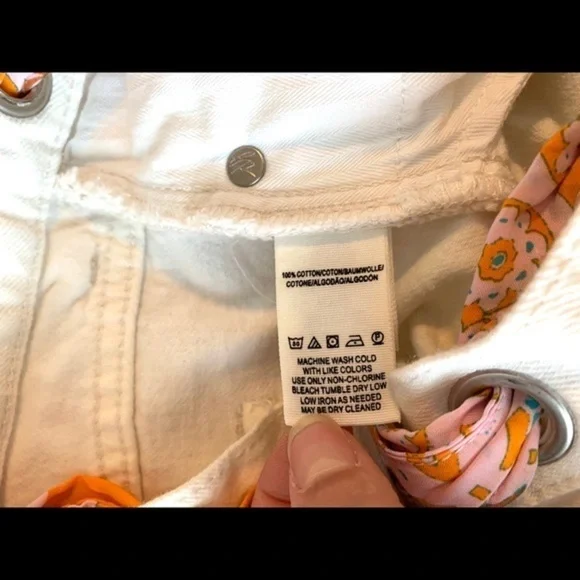 100% COTTON/COTON/BAUMWOLLE/
COTONE/ALGODÃO/ALGODÓN
MACHINE WASH COLD
WITH LIKE COLORS
USE ONLY NON-CHLORINE
BLEACH TUMBLE DRY LOW
LOW IRON AS NEEDED
MAY BE DRY CLEANED